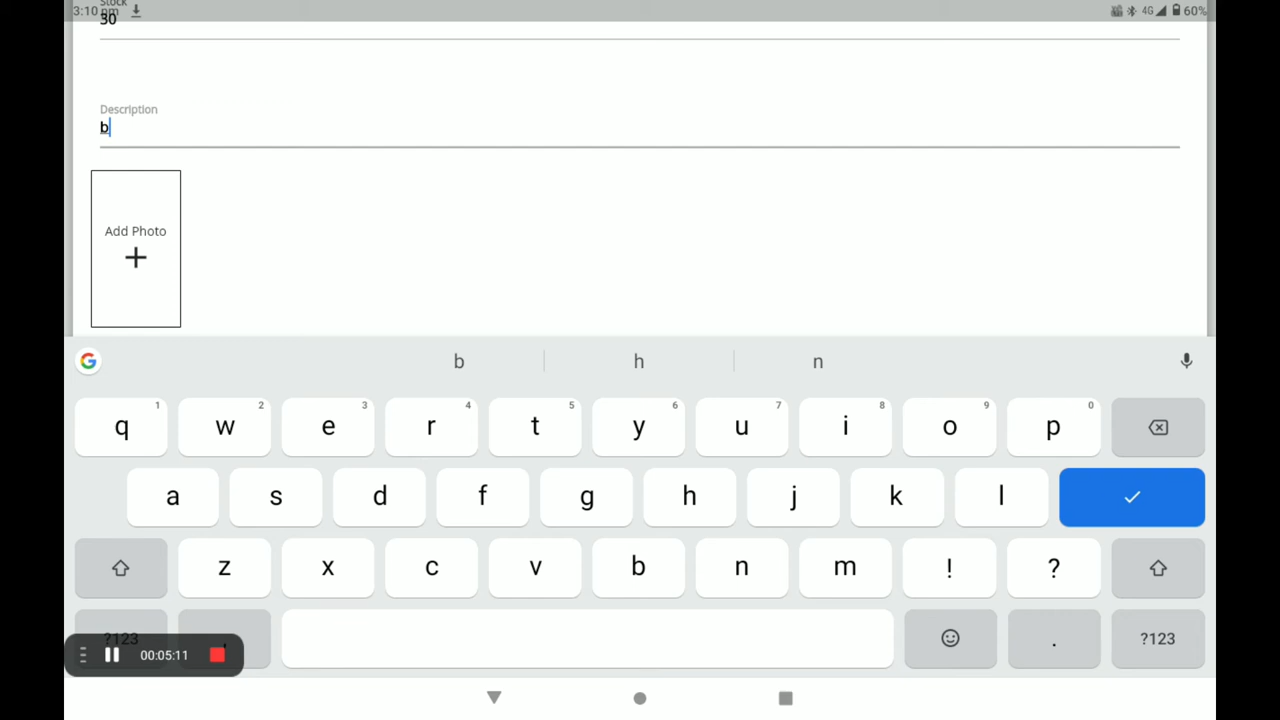 Stock
3:10 pm
4G 60%
30
Description
b
Add Photo
+
G b h n
q 1 w 2 e 3 r 4 t 5 y 6 u 7 i 8 o 9 p 0
a s d f g h j k l
z x c v b n m ! ?
?123 , . ?123
00:05:11